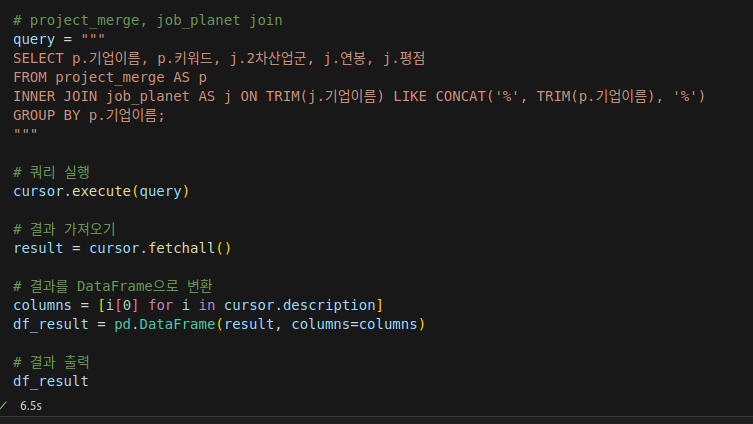 # project_merge, job_planet join
query = """
SELECT p.기업이름, p.키워드, j.2차산업군, j.연봉, j.평점
FROM project_merge AS p
INNER JOIN job_planet AS j ON TRIM(j.기업이름) LIKE CONCAT('%', TRIM(p.기업이름), '%')
GROUP BY p.기업이름;
"""
# 쿼리 실행
cursor.execute(query)
# 결과 가져오기
result = cursor.fetchall()
# 결과를 DataFrame으로 변환
columns = [i[0] for i in cursor.description]
df_result = pd.DataFrame(result, columns=columns)
# 결과 출력
df_result
✓ 6.5s